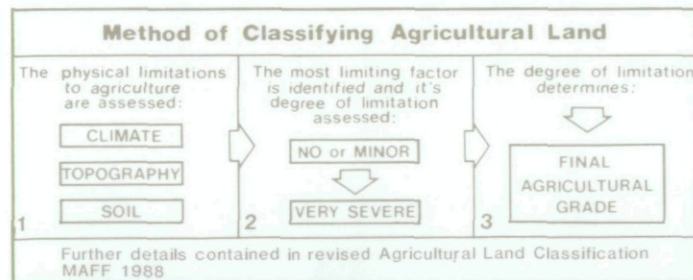 Method of Classifying Agricultural Land
The physical limitations
to agriculture
are assessed:
CLIMATE
TOPOGRAPHY
SOIL
1
The most limiting factor
is identified and it's
degree of limitation
assessed:
NO or MINOR
VERY SEVERE
2
The degree of limitation
determines:
FINAL
AGRICULTURAL
GRADE
3
Further details contained in revised Agricultural Land Classification
MAFF 1988